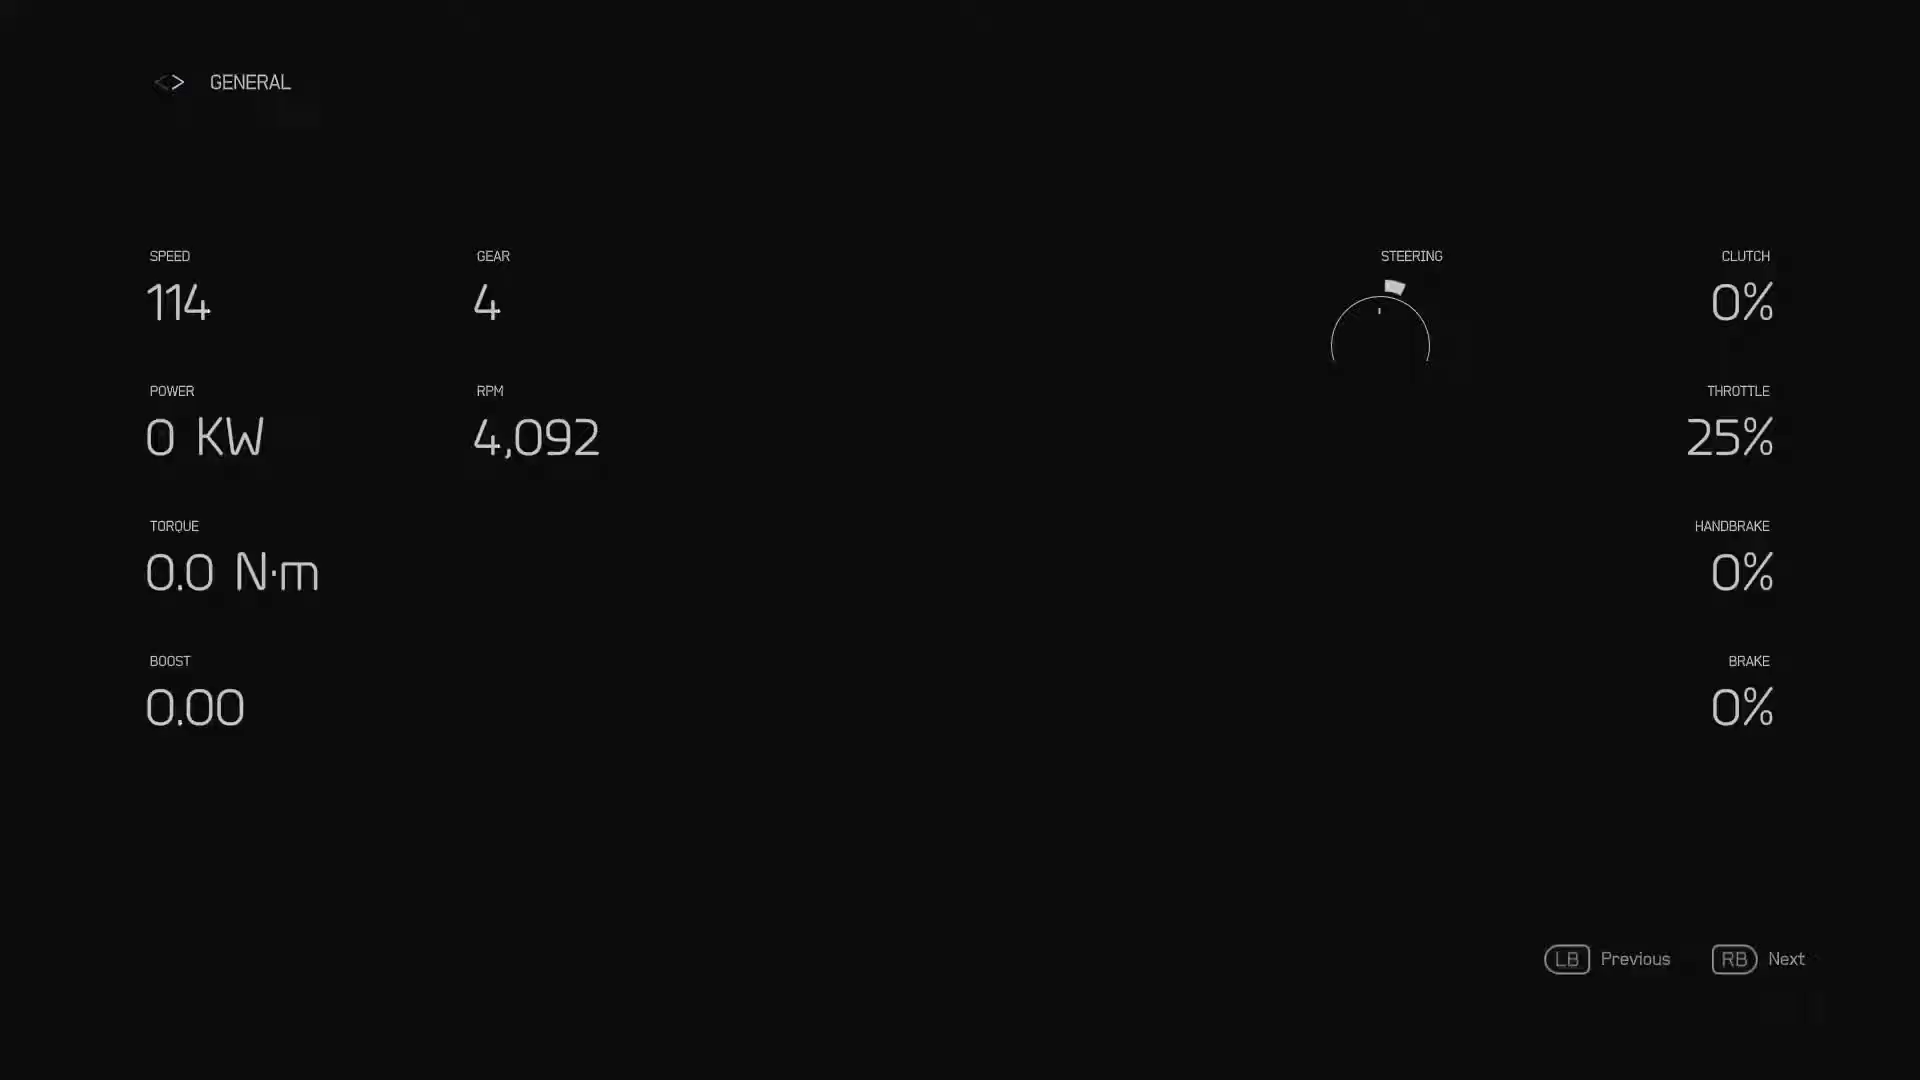 <> GENERAL
SPEED
114
GEAR
4
STEERING
CLUTCH
0%
POWER
0 KW
RPM
4,092
THROTTLE
25%
TORQUE
0.0 N·m
HANDBRAKE
0%
BOOST
0.00
BRAKE
0%
LB Previous RB Next